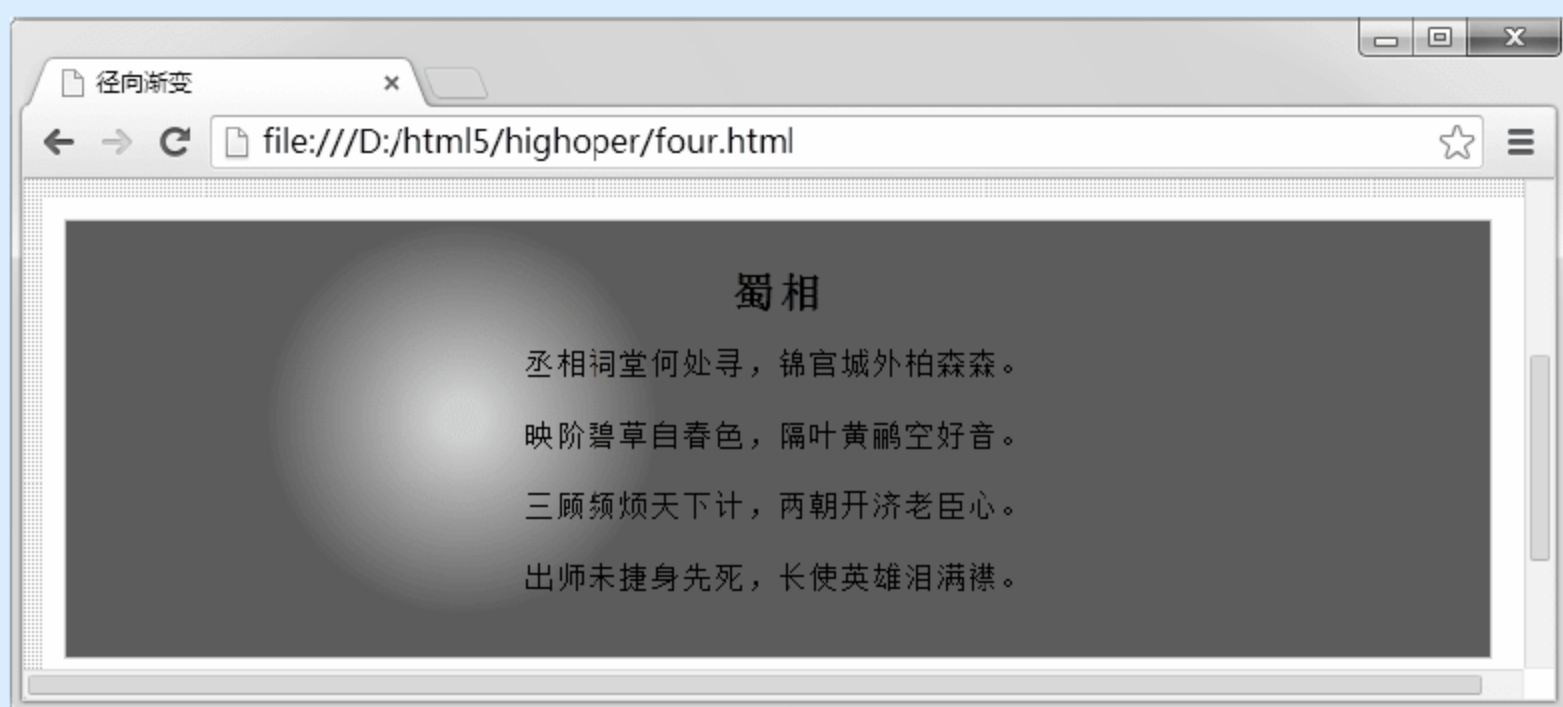 径向渐变
file:///D:/html5/highoper/four.html
蜀相
丞相祠堂何处寻，锦官城外柏森森。
映阶碧草自春色，隔叶黄鹂空好音。
三顾频烦天下计，两朝开济老臣心。
出师未捷身先死，长使英雄泪满襟。